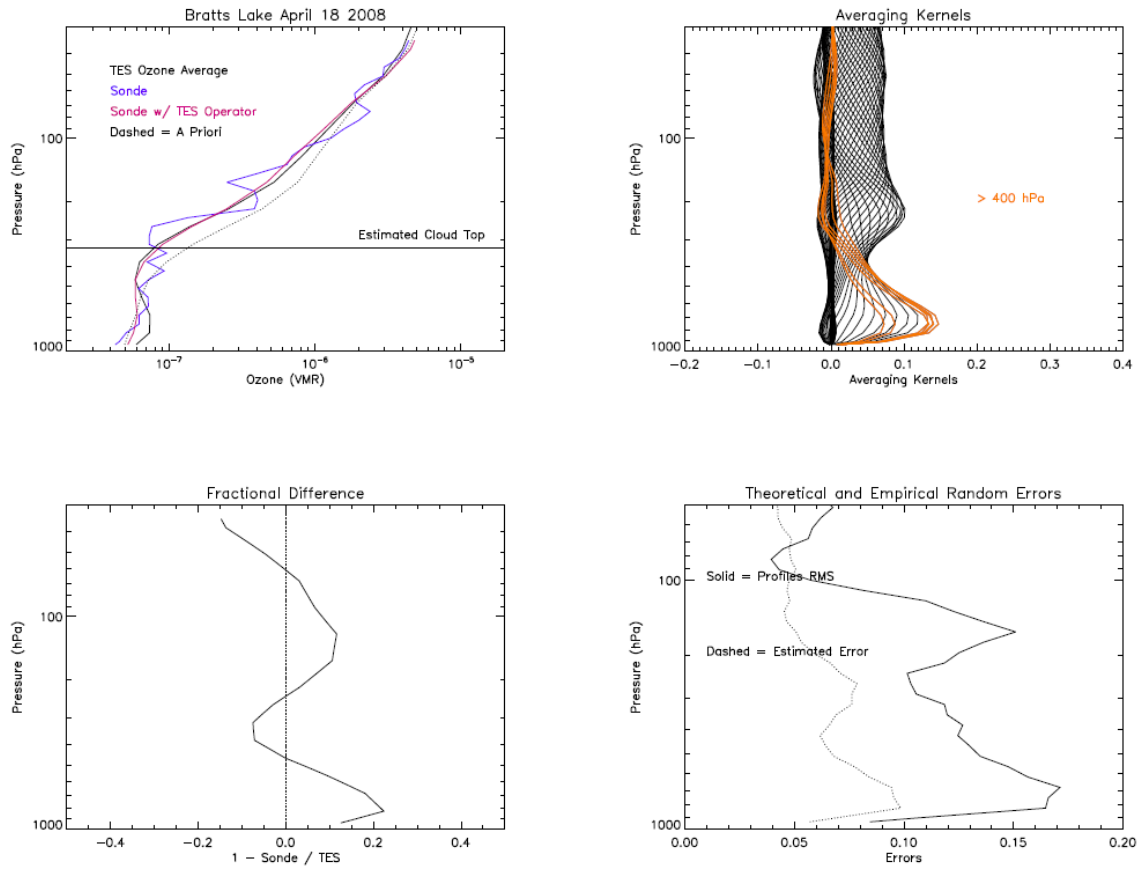 Bratts Lake April 18 2008
TES Ozone Average
Sonde
Sonde w/ TES Operator
Dashed = A Priori
Estimated Cloud Top
Pressure (hPa)
100
1000
10-7
10-6
10-5
Ozone (VMR)
Averaging Kernels
> 400 hPa
Pressure (hPa)
100
1000
-0.2
-0.1
0.0
0.1
0.2
0.3
0.4
Averaging Kernels
Fractional Difference
Pressure (hPa)
100
1000
-0.4
-0.2
0.0
0.2
0.4
1 - Sonde / TES
Theoretical and Empirical Random Errors
Solid = Profiles RMS
Dashed = Estimated Error
Pressure (hPa)
100
1000
0.00
0.05
0.10
0.15
0.20
Errors